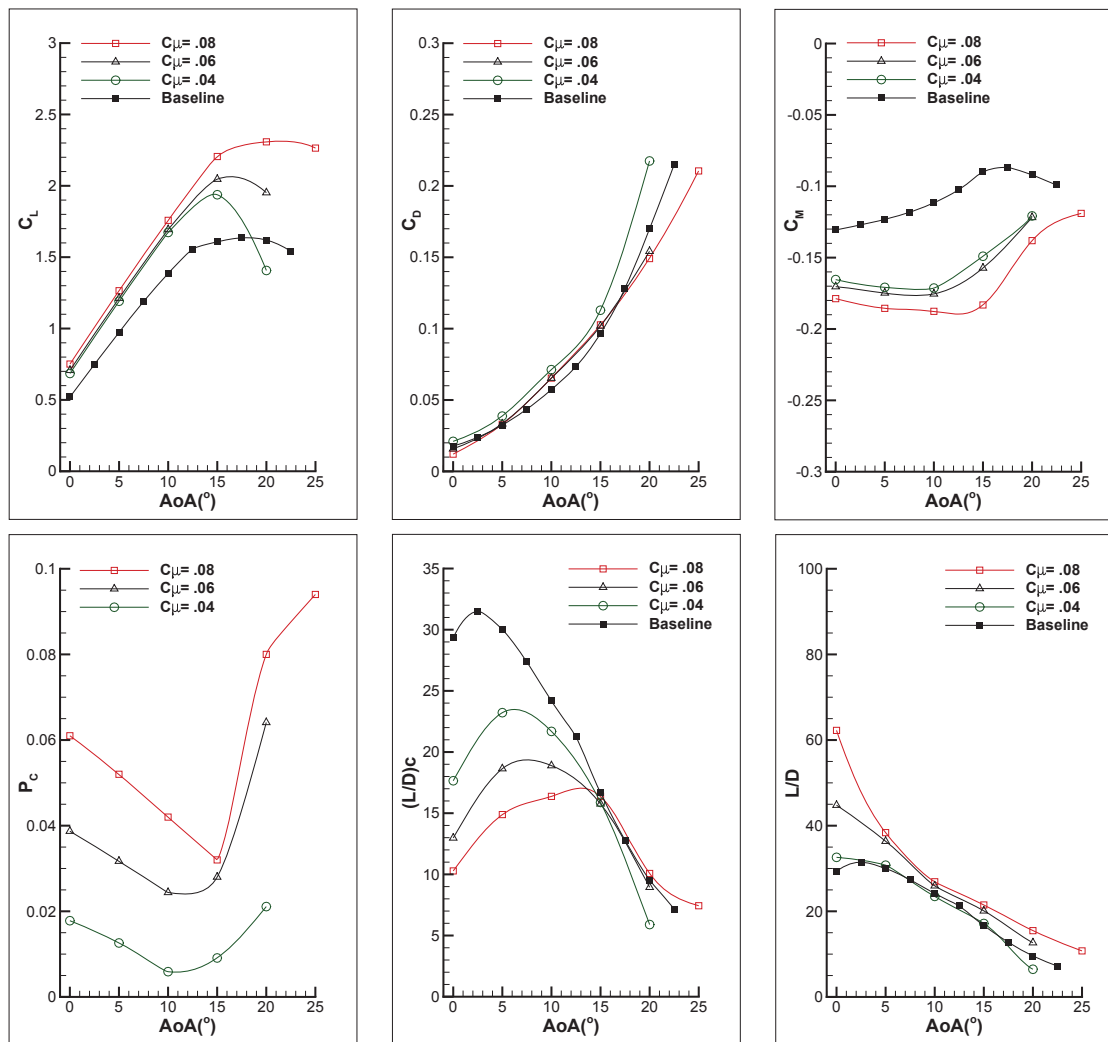 Cμ= .08
Cμ= .06
Cμ= .04
Baseline
3
2.5
2
1.5
1
0.5
0
C_L
0 5 10 15 20 25
AoA(°)
Cμ= .08
Cμ= .06
Cμ= .04
Baseline
0.3
0.25
0.2
0.15
0.1
0.05
0
C_D
0 5 10 15 20 25
AoA(°)
Cμ= .08
Cμ= .06
Cμ= .04
Baseline
0
-0.05
-0.1
-0.15
-0.2
-0.25
-0.3
C_M
0 5 10 15 20 25
AoA(°)
Cμ= .08
Cμ= .06
Cμ= .04
0.1
0.08
0.06
0.04
0.02
0
P_C
0 5 10 15 20 25
AoA(°)
Cμ= .08
Cμ= .06
Cμ= .04
Baseline
35
30
25
20
15
10
5
0
(L/D)c
0 5 10 15 20 25
AoA(°)
Cμ= .08
Cμ= .06
Cμ= .04
Baseline
100
80
60
40
20
0
L/D
0 5 10 15 20 25
AoA(°)